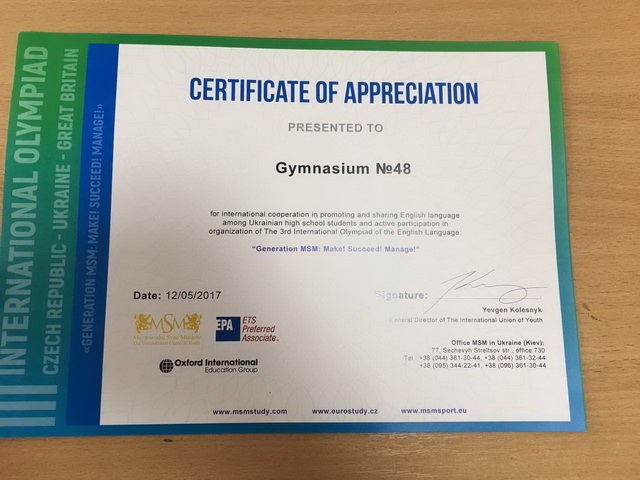 INTERNATIONAL OLYMPIAD
CZECH REPUBLIC - UKRAINE - GREAT BRITAIN
«GENERATION MSM: MAKE! SUCCEED! MANAGE!»
CERTIFICATE OF APPRECIATION
PRESENTED TO
Gymnasium №48
for international cooperation in promoting and sharing English language
among Ukrainian high school students and active participation in
organization of The 3rd International Olympiad of the English Language:
"Generation MSM: Make! Succeed! Manage!"
Date: 12/05/2017
Signature:
Yevgen Kolesnyk
General Director of The International Union of Youth
MSM
The International Union of Youth
EPA
ETS
Preferred
Associate
Oxford International
Education Group
Office MSM in Ukraine (Kiev):
77, Sechevyh Streltsov str., office 730
Tel.: +38 (044) 361-30-44, +38 (044) 361-32-44
+38 (095) 344-22-41, +38 (096) 361-30-44
www.msmstudy.com www.eurostudy.cz www.msmsport.eu